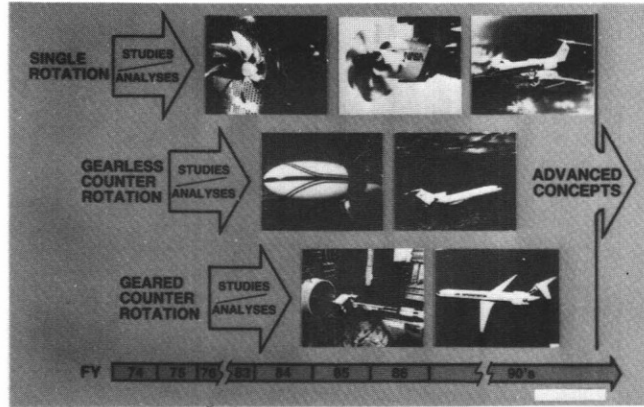 SINGLE
ROTATION
STUDIES
ANALYSES
NASA
GEARLESS
COUNTER
ROTATION
STUDIES
ANALYSES
ADVANCED
CONCEPTS
GEARED
COUNTER
ROTATION
STUDIES
ANALYSES
FY 74 75 76 83 84 85 86 90's